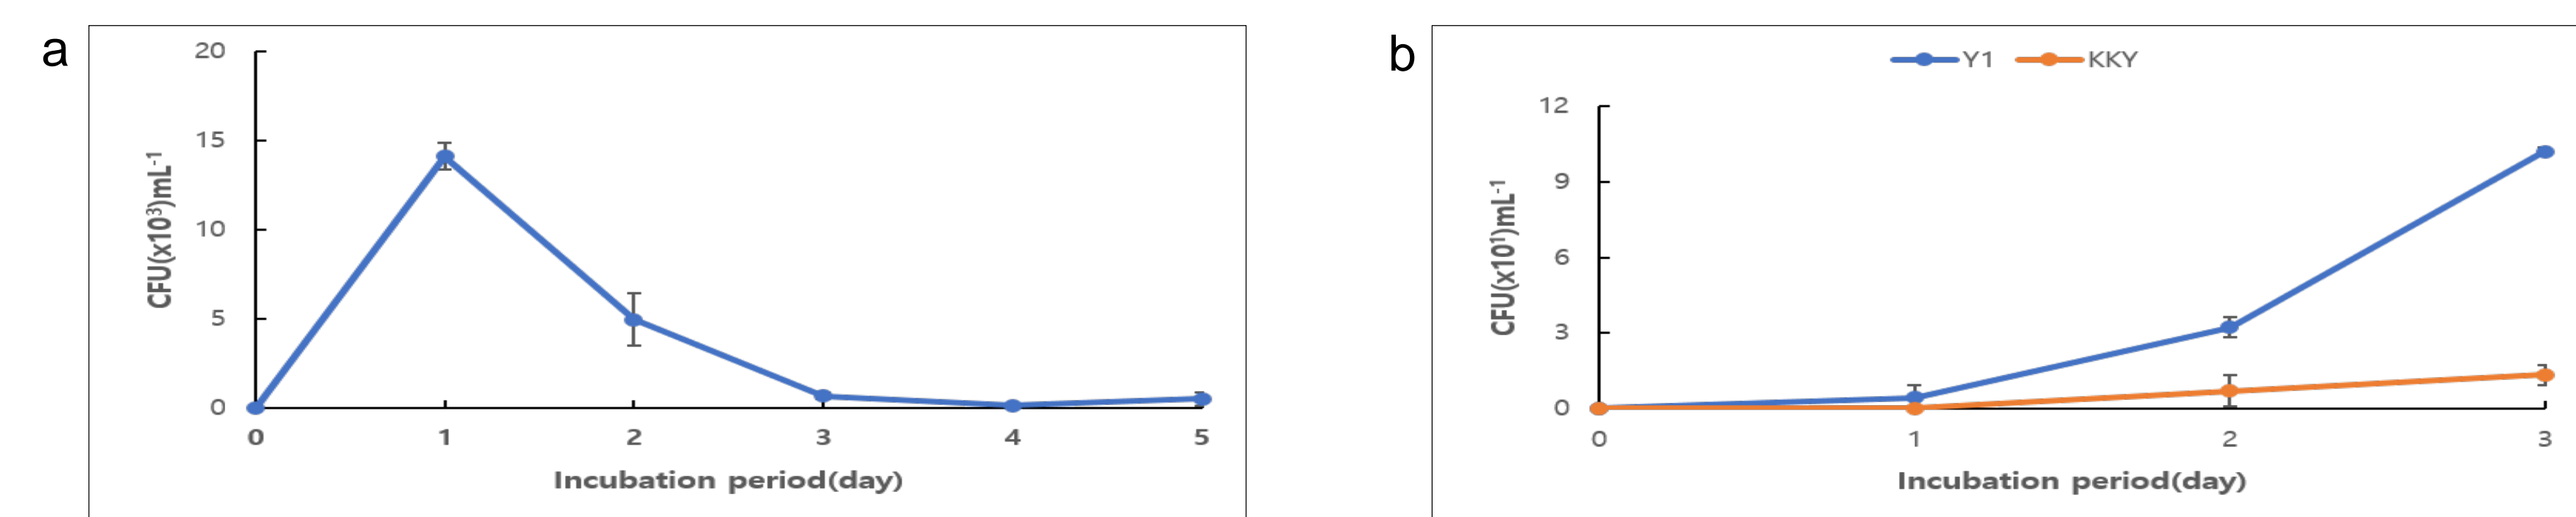 a
20
15
10
5
0
CFU(x10³)mL⁻¹
0 1 2 3 4 5
Incubation period(day)
b
Y1 KKY
12
9
6
3
0
CFU(x10¹)mL⁻¹
0 1 2 3
Incubation period(day)